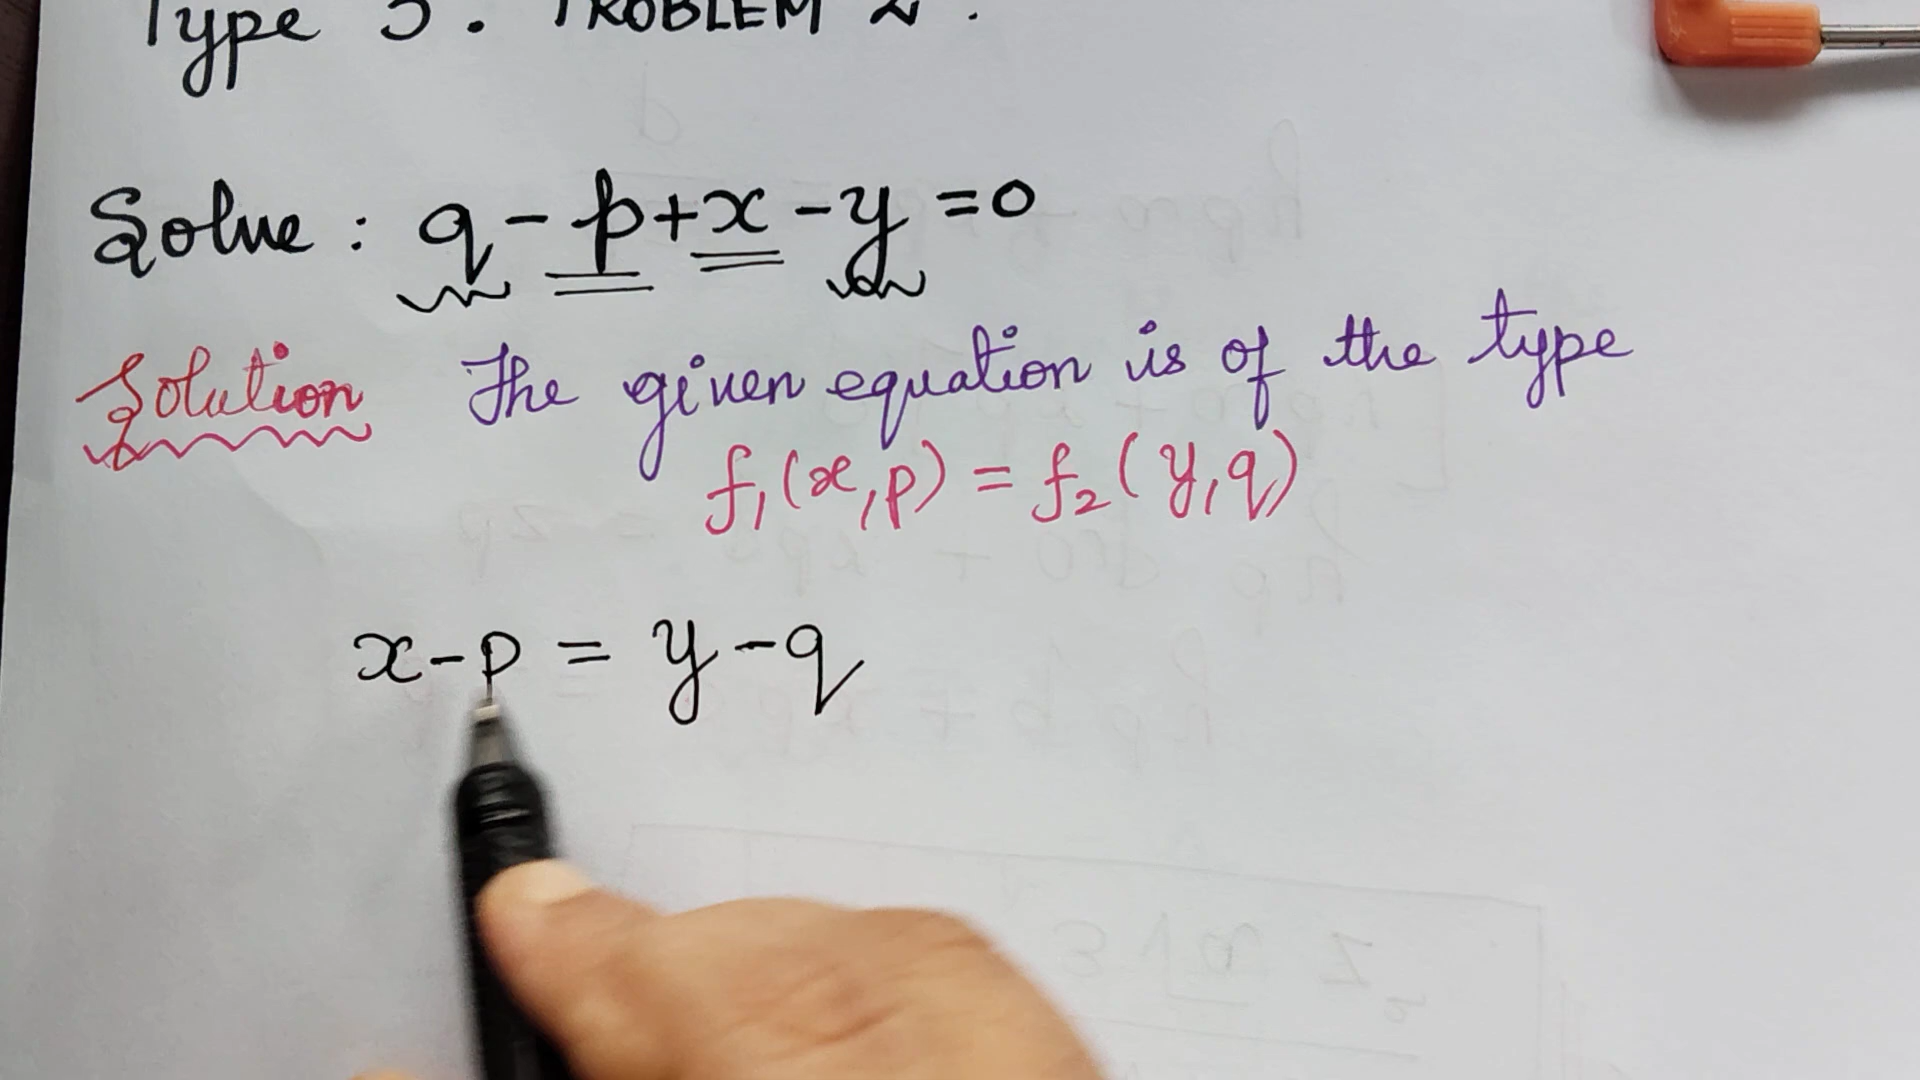 Type 3. PROBLEM 2.
Solve : q - p + x - y = 0
Solution The given equation is of the type
f₁(x, p) = f₂(y, q)
x - p = y - q